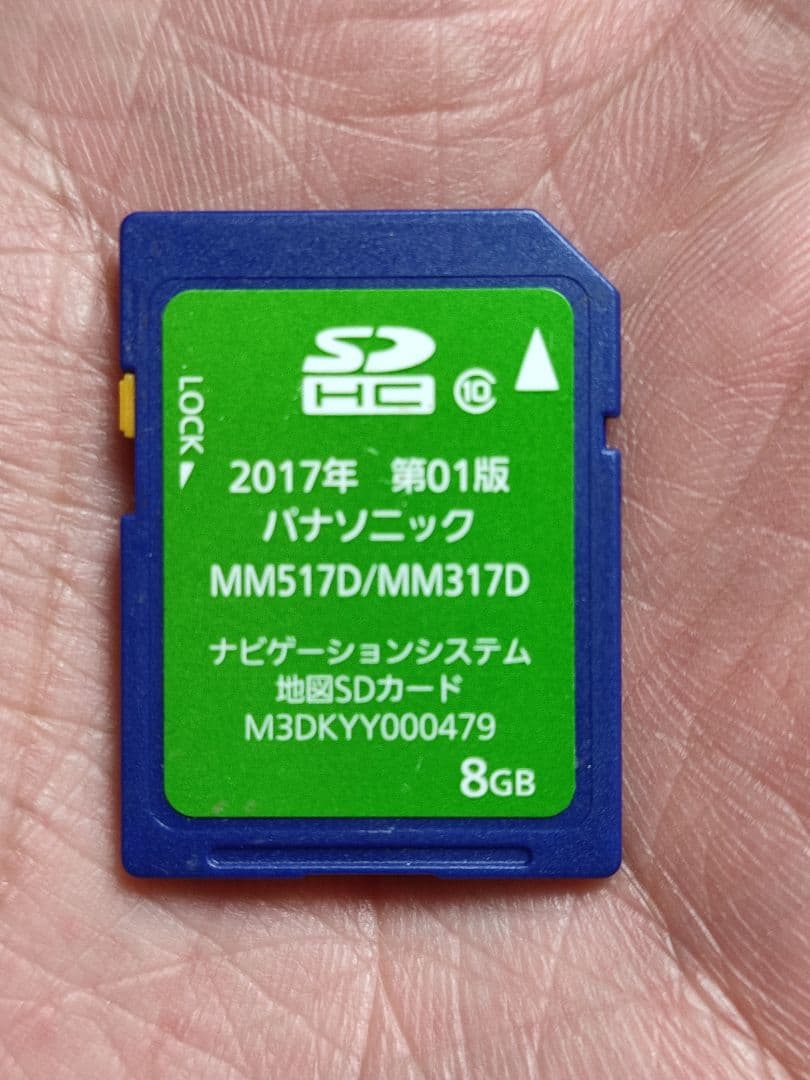 SD
HC
⑩
LOCK
2017年 第01版
パナソニック
MM517D/MM317D
ナビゲーションシステム
地図SDカード
M3DKYY000479
8GB